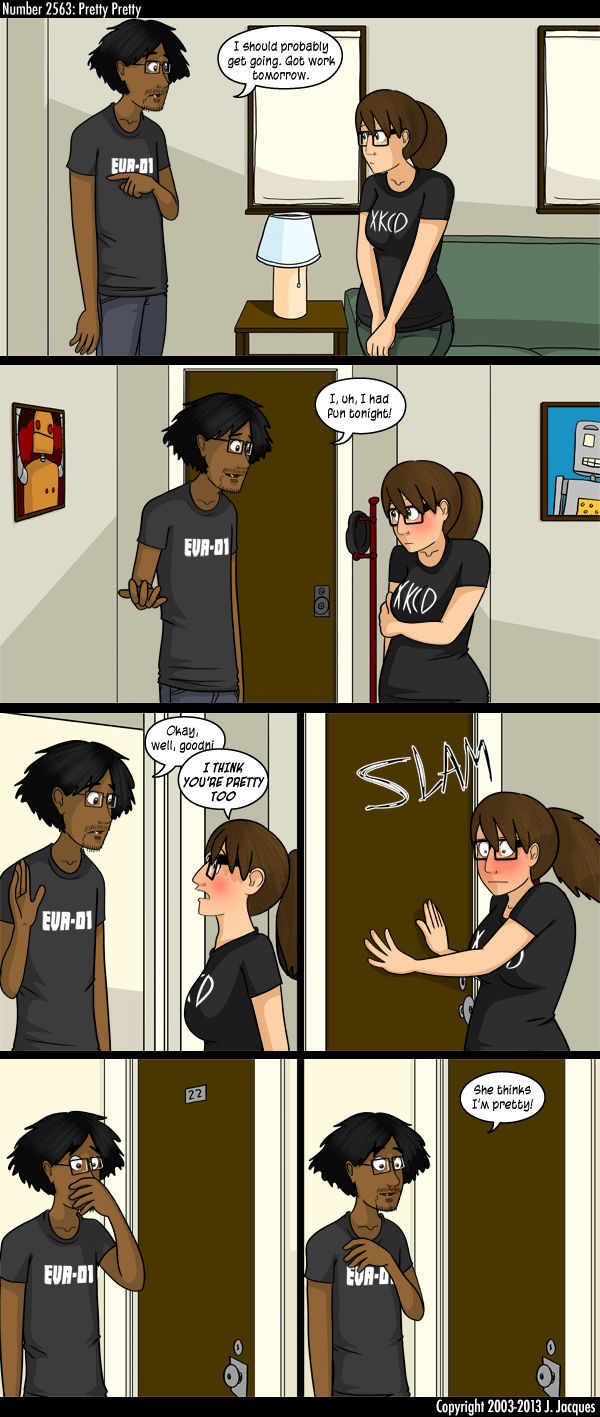 Number 2563: Pretty Pretty
I should probably
get going. Got work
tomorrow.
EVA-01
XKCD
I, uh, I had
fun tonight!
EVA-01
XKCD
Okay,
well, goodni
I THINK
YOU'RE PRETTY
TOO
EVA-01
CD
SLAM
XKCD
22
EVA-01
She thinks
I'm pretty!
EVA-01
Copyright 2003-2013 J. Jacques